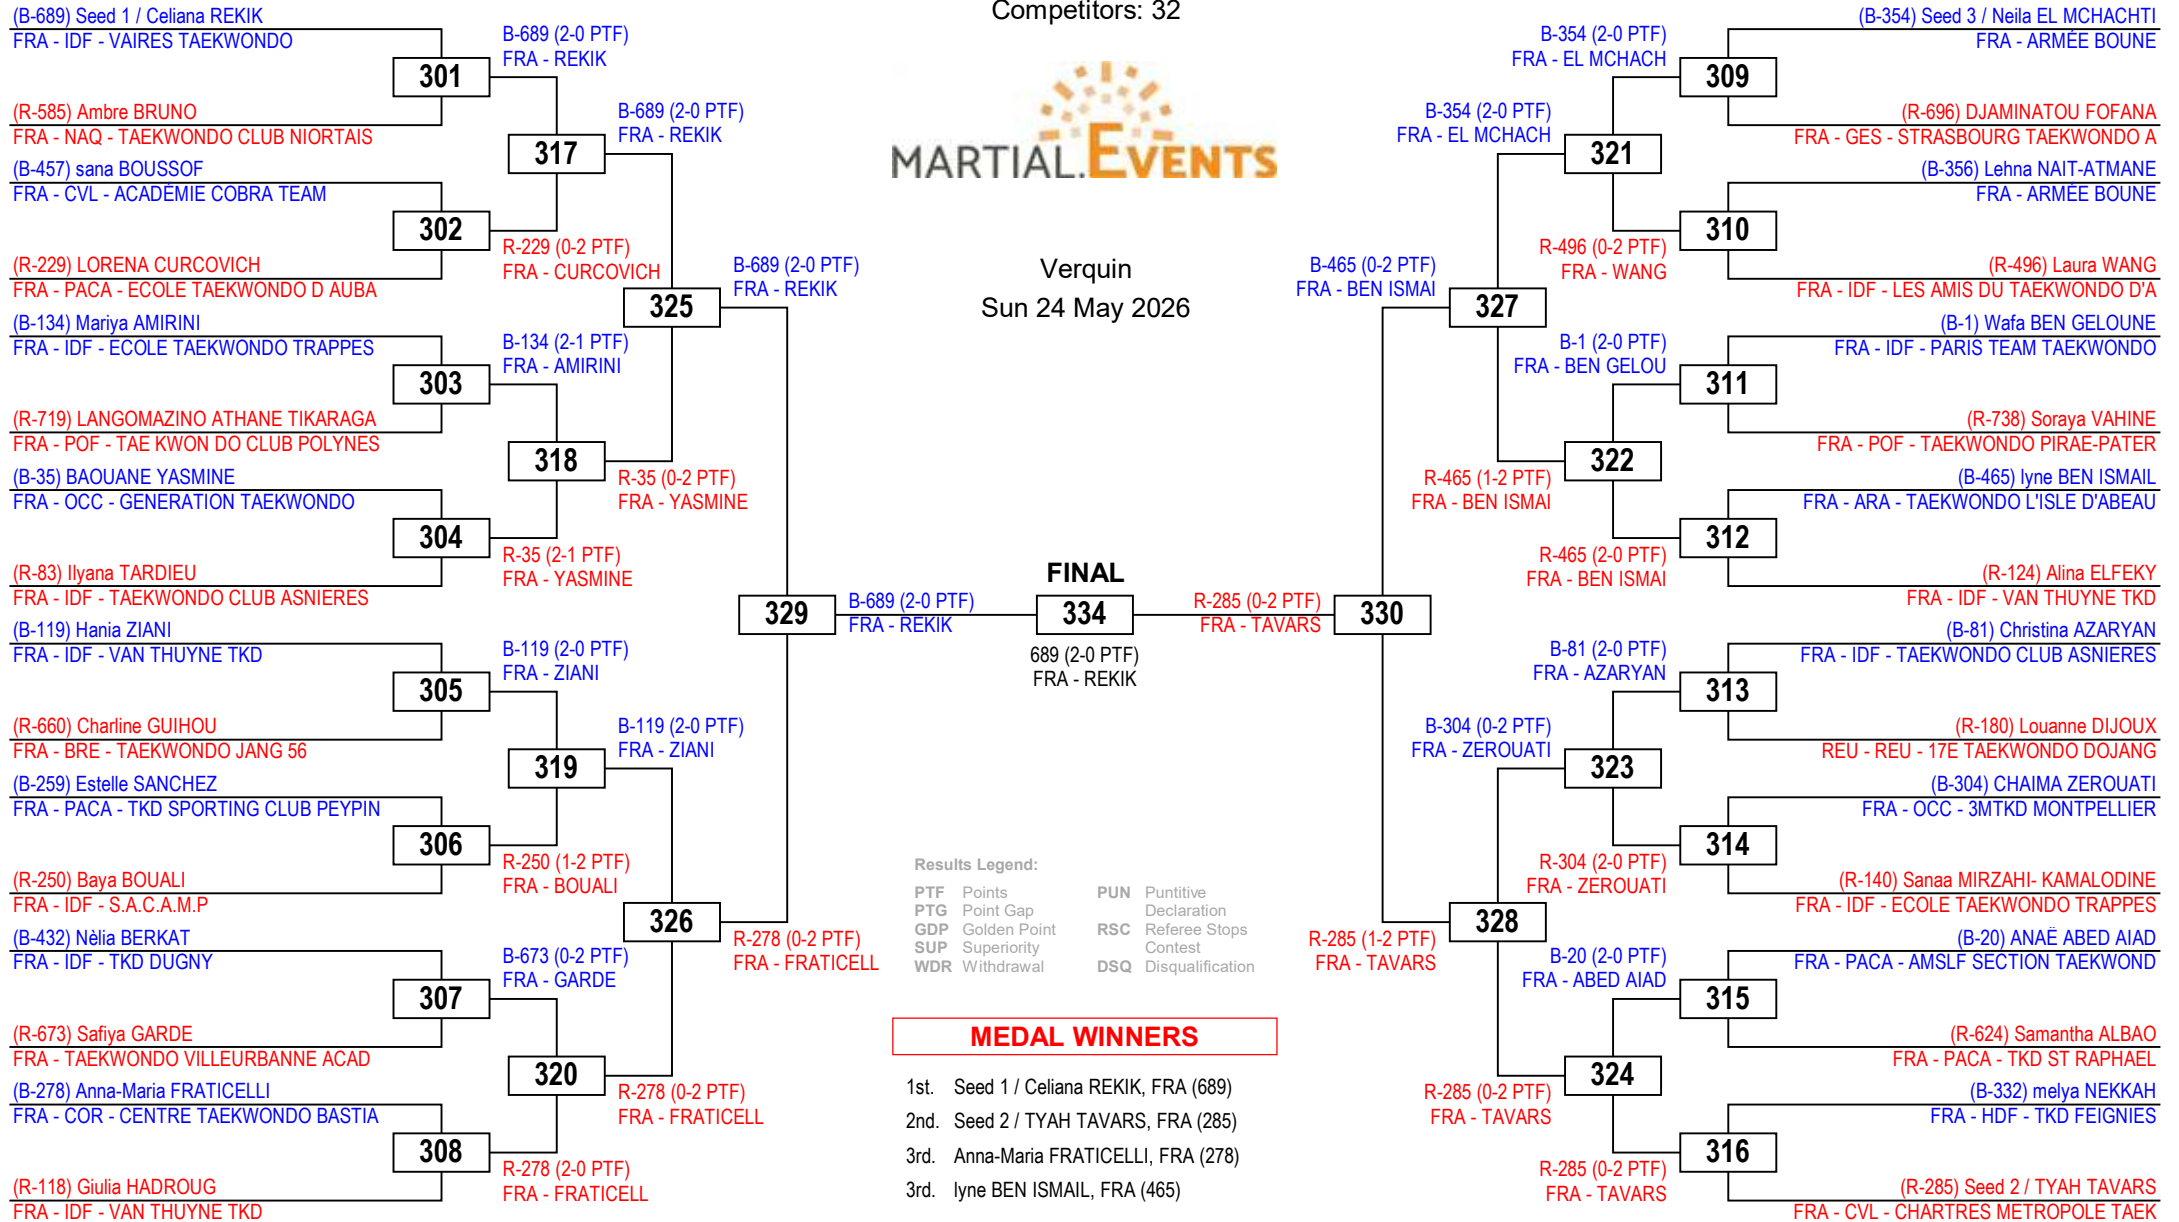 Competitors: 32
MARTIAL.EVENTS
Verquin
Sun 24 May 2026
(B-689) Seed 1 / Celiana REKIK
FRA - IDF - VAIRES TAEKWONDO
301
(R-585) Ambre BRUNO
FRA - NAQ - TAEKWONDO CLUB NIORTAIS
(B-457) sana BOUSSOF
FRA - CVL - ACADÉMIE COBRA TEAM
302
(R-229) LORENA CURCOVICH
FRA - PACA - ECOLE TAEKWONDO D AUBA
(B-134) Mariya AMIRINI
FRA - IDF - ECOLE TAEKWONDO TRAPPES
303
(R-719) LANGOMAZINO ATHANE TIKARAGA
FRA - POF - TAE KWON DO CLUB POLYNES
(B-35) BAOUANE YASMINE
FRA - OCC - GENERATION TAEKWONDO
304
(R-83) Ilyana TARDIEU
FRA - IDF - TAEKWONDO CLUB ASNIERES
(B-119) Hania ZIANI
FRA - IDF - VAN THUYNE TKD
305
(R-660) Charline GUIHOU
FRA - BRE - TAEKWONDO JANG 56
(B-259) Estelle SANCHEZ
FRA - PACA - TKD SPORTING CLUB PEYPIN
306
(R-250) Baya BOUALI
FRA - IDF - S.A.C.A.M.P
(B-432) Nèlia BERKAT
FRA - IDF - TKD DUGNY
307
(R-673) Safiya GARDE
FRA - TAEKWONDO VILLEURBANNE ACAD
(B-278) Anna-Maria FRATICELLI
FRA - COR - CENTRE TAEKWONDO BASTIA
308
(R-118) Giulia HADROUG
FRA - IDF - VAN THUYNE TKD
B-689 (2-0 PTF)
FRA - REKIK
317
R-229 (0-2 PTF)
FRA - CURCOVICH
B-134 (2-1 PTF)
FRA - AMIRINI
318
R-35 (2-1 PTF)
FRA - YASMINE
B-119 (2-0 PTF)
FRA - ZIANI
319
R-250 (1-2 PTF)
FRA - BOUALI
B-673 (0-2 PTF)
FRA - GARDE
320
R-278 (2-0 PTF)
FRA - FRATICELL
B-689 (2-0 PTF)
FRA - REKIK
325
R-35 (0-2 PTF)
FRA - YASMINE
B-119 (2-0 PTF)
FRA - ZIANI
326
R-278 (0-2 PTF)
FRA - FRATICELL
B-689 (2-0 PTF)
FRA - REKIK
329
R-278 (0-2 PTF)
FRA - FRATICELL
B-689 (2-0 PTF)
FRA - REKIK
FINAL
334
689 (2-0 PTF)
FRA - REKIK
R-285 (0-2 PTF)
FRA - TAVARS
B-465 (0-2 PTF)
FRA - BEN ISMAI
330
R-285 (1-2 PTF)
FRA - TAVARS
B-354 (2-0 PTF)
FRA - EL MCHACH
327
R-465 (1-2 PTF)
FRA - BEN ISMAI
B-304 (0-2 PTF)
FRA - ZEROUATI
328
R-285 (0-2 PTF)
FRA - TAVARS
B-354 (2-0 PTF)
FRA - EL MCHACH
321
R-496 (0-2 PTF)
FRA - WANG
B-1 (2-0 PTF)
FRA - BEN GELOU
322
R-465 (2-0 PTF)
FRA - BEN ISMAI
B-81 (2-0 PTF)
FRA - AZARYAN
323
R-304 (2-0 PTF)
FRA - ZEROUATI
B-20 (2-0 PTF)
FRA - ABED AIAD
324
R-285 (0-2 PTF)
FRA - TAVARS
(B-354) Seed 3 / Neila EL MCHACHTI
FRA - ARMÉE BOUNE
309
(R-696) DJAMINATOU FOFANA
FRA - GES - STRASBOURG TAEKWONDO A
(B-356) Lehna NAIT-ATMANE
FRA - ARMÉE BOUNE
310
(R-496) Laura WANG
FRA - IDF - LES AMIS DU TAEKWONDO D'A
(B-1) Wafa BEN GELOUNE
FRA - IDF - PARIS TEAM TAEKWONDO
311
(R-738) Soraya VAHINE
FRA - POF - TAEKWONDO PIRAE-PATER
(B-465) lyne BEN ISMAIL
FRA - ARA - TAEKWONDO L'ISLE D'ABEAU
312
(R-124) Alina ELFEKY
FRA - IDF - VAN THUYNE TKD
(B-81) Christina AZARYAN
FRA - IDF - TAEKWONDO CLUB ASNIERES
313
(R-180) Louanne DIJOUX
REU - REU - 17E TAEKWONDO DOJANG
(B-304) CHAIMA ZEROUATI
FRA - OCC - 3MTKD MONTPELLIER
314
(R-140) Sanaa MIRZAHI- KAMALODINE
FRA - IDF - ECOLE TAEKWONDO TRAPPES
(B-20) ANAË ABED AIAD
FRA - PACA - AMSLF SECTION TAEKWOND
315
(R-624) Samantha ALBAO
FRA - PACA - TKD ST RAPHAEL
(B-332) melya NEKKAH
FRA - HDF - TKD FEIGNIES
316
(R-285) Seed 2 / TYAH TAVARS
FRA - CVL - CHARTRES METROPOLE TAEK
Results Legend:
PTF Points
PTG Point Gap
GDP Golden Point
SUP Superiority
WDR Withdrawal
PUN Puntitive
Declaration
RSC Referee Stops
Contest
DSQ Disqualification
MEDAL WINNERS
1st. Seed 1 / Celiana REKIK, FRA (689)
2nd. Seed 2 / TYAH TAVARS, FRA (285)
3rd. Anna-Maria FRATICELLI, FRA (278)
3rd. lyne BEN ISMAIL, FRA (465)